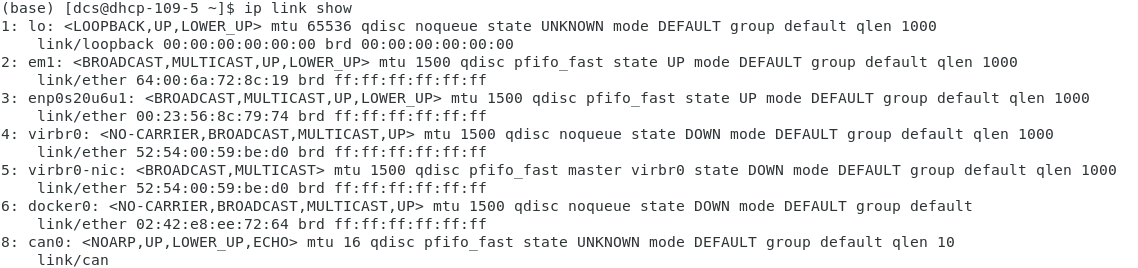 (base) [dcs@dhcp-109-5 ~]$ ip link show
1: lo: <LOOPBACK,UP,LOWER_UP> mtu 65536 qdisc noqueue state UNKNOWN mode DEFAULT group default qlen 1000
    link/loopback 00:00:00:00:00:00 brd 00:00:00:00:00:00
2: em1: <BROADCAST,MULTICAST,UP,LOWER_UP> mtu 1500 qdisc pfifo_fast state UP mode DEFAULT group default qlen 1000
    link/ether 64:00:6a:72:8c:19 brd ff:ff:ff:ff:ff:ff
3: enp0s20u6u1: <BROADCAST,MULTICAST,UP,LOWER_UP> mtu 1500 qdisc pfifo_fast state UP mode DEFAULT group default qlen 1000
    link/ether 00:23:56:8c:79:74 brd ff:ff:ff:ff:ff:ff
4: virbr0: <NO-CARRIER,BROADCAST,MULTICAST,UP> mtu 1500 qdisc noqueue state DOWN mode DEFAULT group default qlen 1000
    link/ether 52:54:00:59:be:d0 brd ff:ff:ff:ff:ff:ff
5: virbr0-nic: <BROADCAST,MULTICAST> mtu 1500 qdisc pfifo_fast master virbr0 state DOWN mode DEFAULT group default qlen 1000
    link/ether 52:54:00:59:be:d0 brd ff:ff:ff:ff:ff:ff
6: docker0: <NO-CARRIER,BROADCAST,MULTICAST,UP> mtu 1500 qdisc noqueue state DOWN mode DEFAULT group default
    link/ether 02:42:e8:ee:72:64 brd ff:ff:ff:ff:ff:ff
8: can0: <NOARP,UP,LOWER_UP,ECHO> mtu 16 qdisc pfifo_fast state UNKNOWN mode DEFAULT group default qlen 10
    link/can